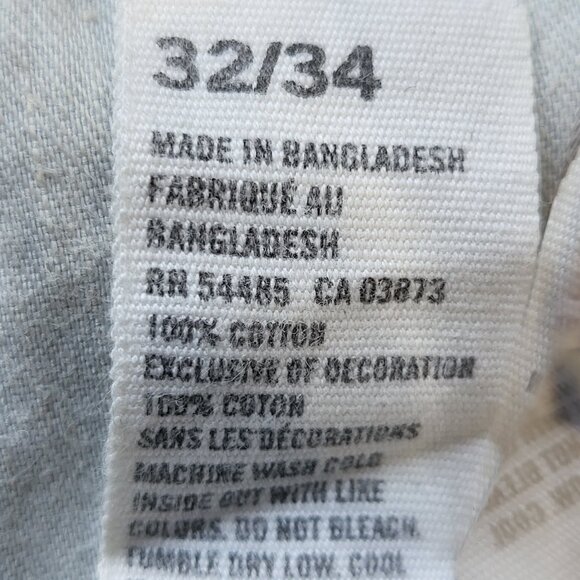 32/34
MADE IN BANGLADESH
FABRIQUÉ AU
BANGLADESH
RN 54485 CA 03873
100% COTTON
EXCLUSIVE OF DECORATION
100% COTON
SANS LES DÉCORATIONS
MACHINE WASH COLD
INSIDE OUT WITH LIKE
COLORS. DO NOT BLEACH.
TUMBLE DRY LOW. COOL